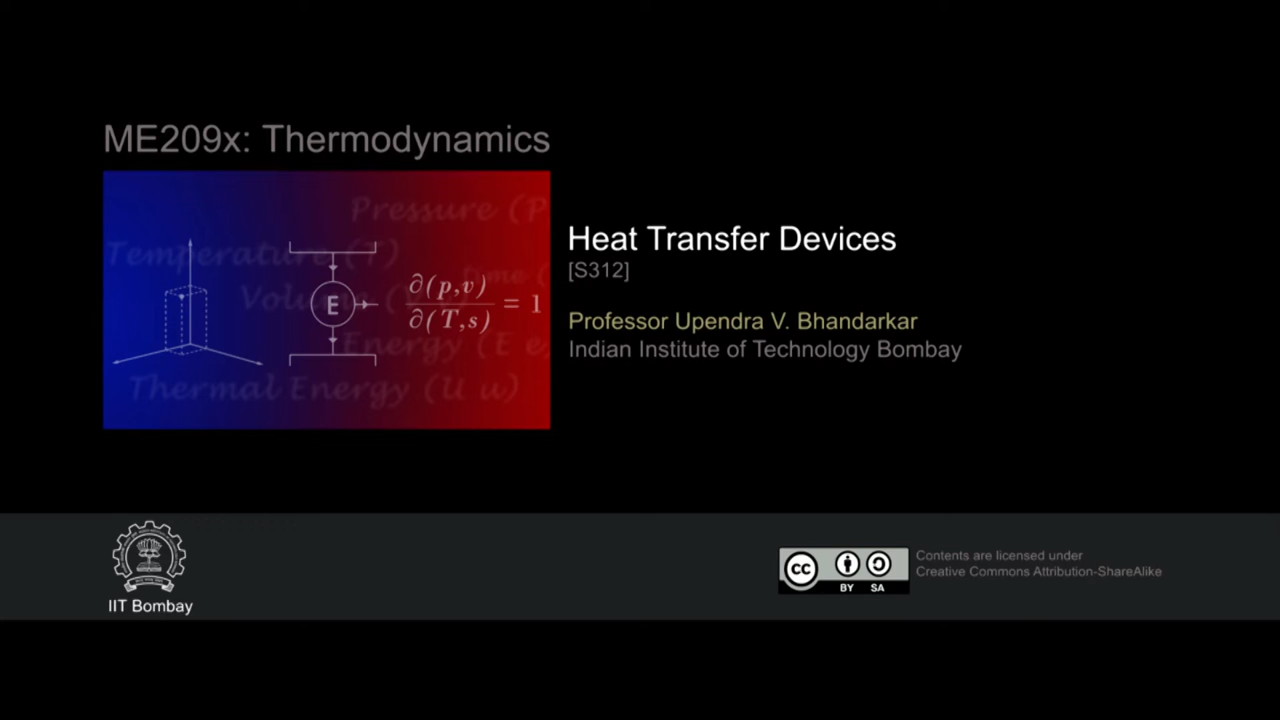 ME209x: Thermodynamics
Pressure (P
Temperature (T)
Energy (E e
Thermal Energy (U u)
E
∂(p,v)
∂(T,s)
= 1
Heat Transfer Devices
[S312]
Professor Upendra V. Bhandarkar
Indian Institute of Technology Bombay
IIT Bombay
cc
BY SA
Contents are licensed under
Creative Commons Attribution-ShareAlike